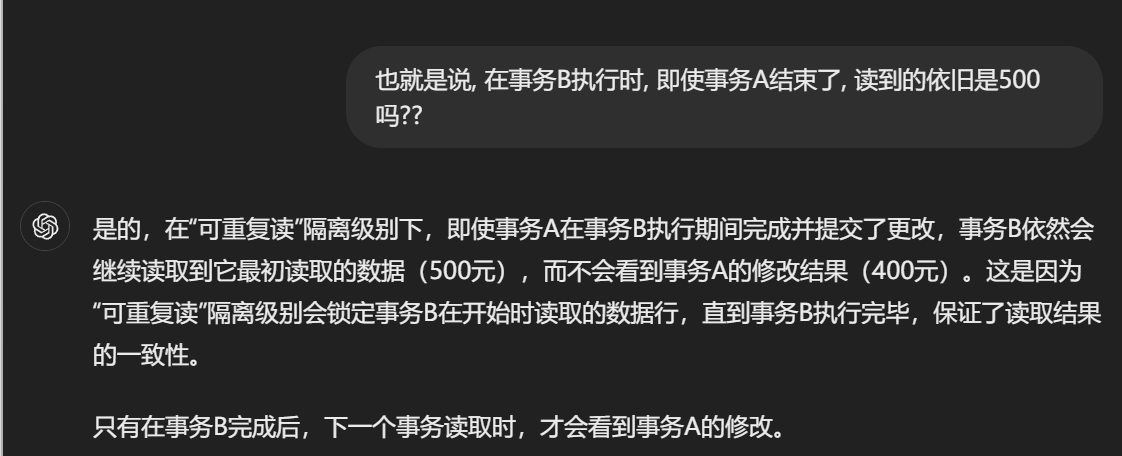 也就是说, 在事务B执行时, 即使事务A结束了, 读到的依旧是500
吗??
是的，在“可重复读”隔离级别下，即使事务A在事务B执行期间完成并提交了更改，事务B依然会
继续读取到它最初读取的数据（500元），而不会看到事务A的修改结果（400元）。这是因为
“可重复读”隔离级别会锁定事务B在开始时读取的数据行，直到事务B执行完毕，保证了读取结果
的一致性。
只有在事务B完成后，下一个事务读取时，才会看到事务A的修改。